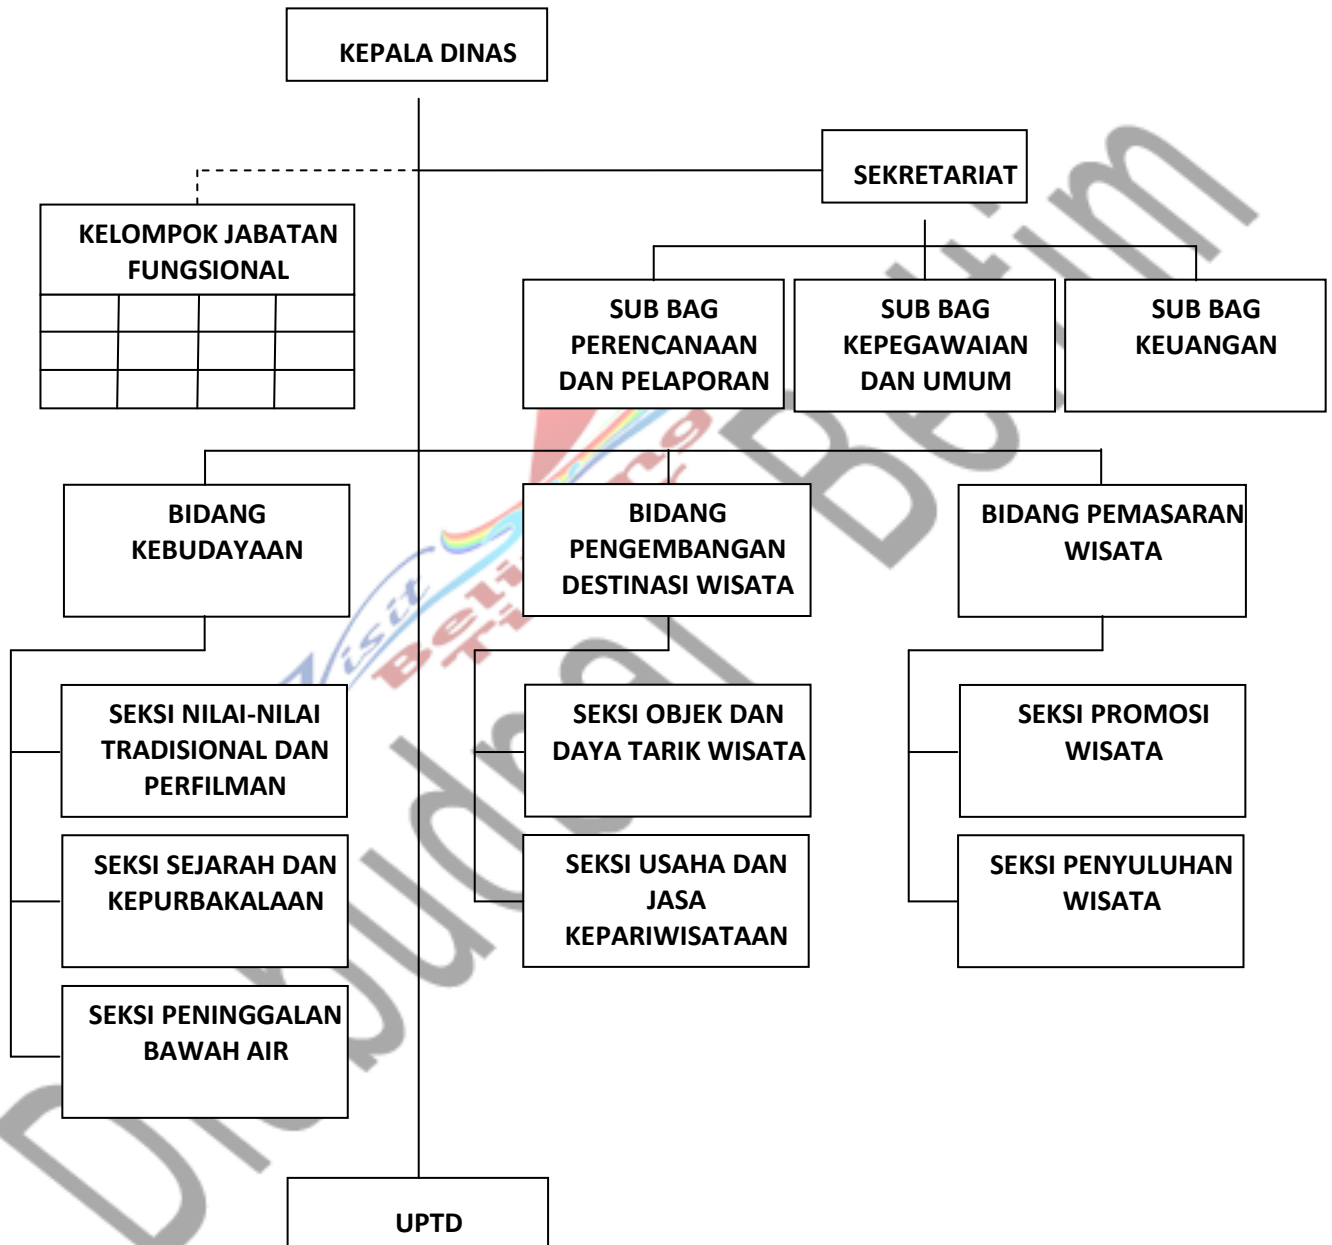 KEPALA DINAS
SEKRETARIAT
KELOMPOK JABATAN
FUNGSIONAL
SUB BAG
PERENCANAAN
DAN PELAPORAN
SUB BAG
KEPEGAWAIAN
DAN UMUM
SUB BAG
KEUANGAN
BIDANG
KEBUDAYAAN
BIDANG
PENGEMBANGAN
DESTINASI WISATA
BIDANG PEMASARAN
WISATA
SEKSI NILAI-NILAI
TRADISIONAL DAN
PERFILMAN
SEKSI OBJEK DAN
DAYA TARIK WISATA
SEKSI PROMOSI
WISATA
SEKSI SEJARAH DAN
KEPURBAKALAAN
SEKSI USAHA DAN
JASA
KEPARIWISATAAN
SEKSI PENYULUHAN
WISATA
SEKSI PENINGGALAN
BAWAH AIR
UPTD
Visit